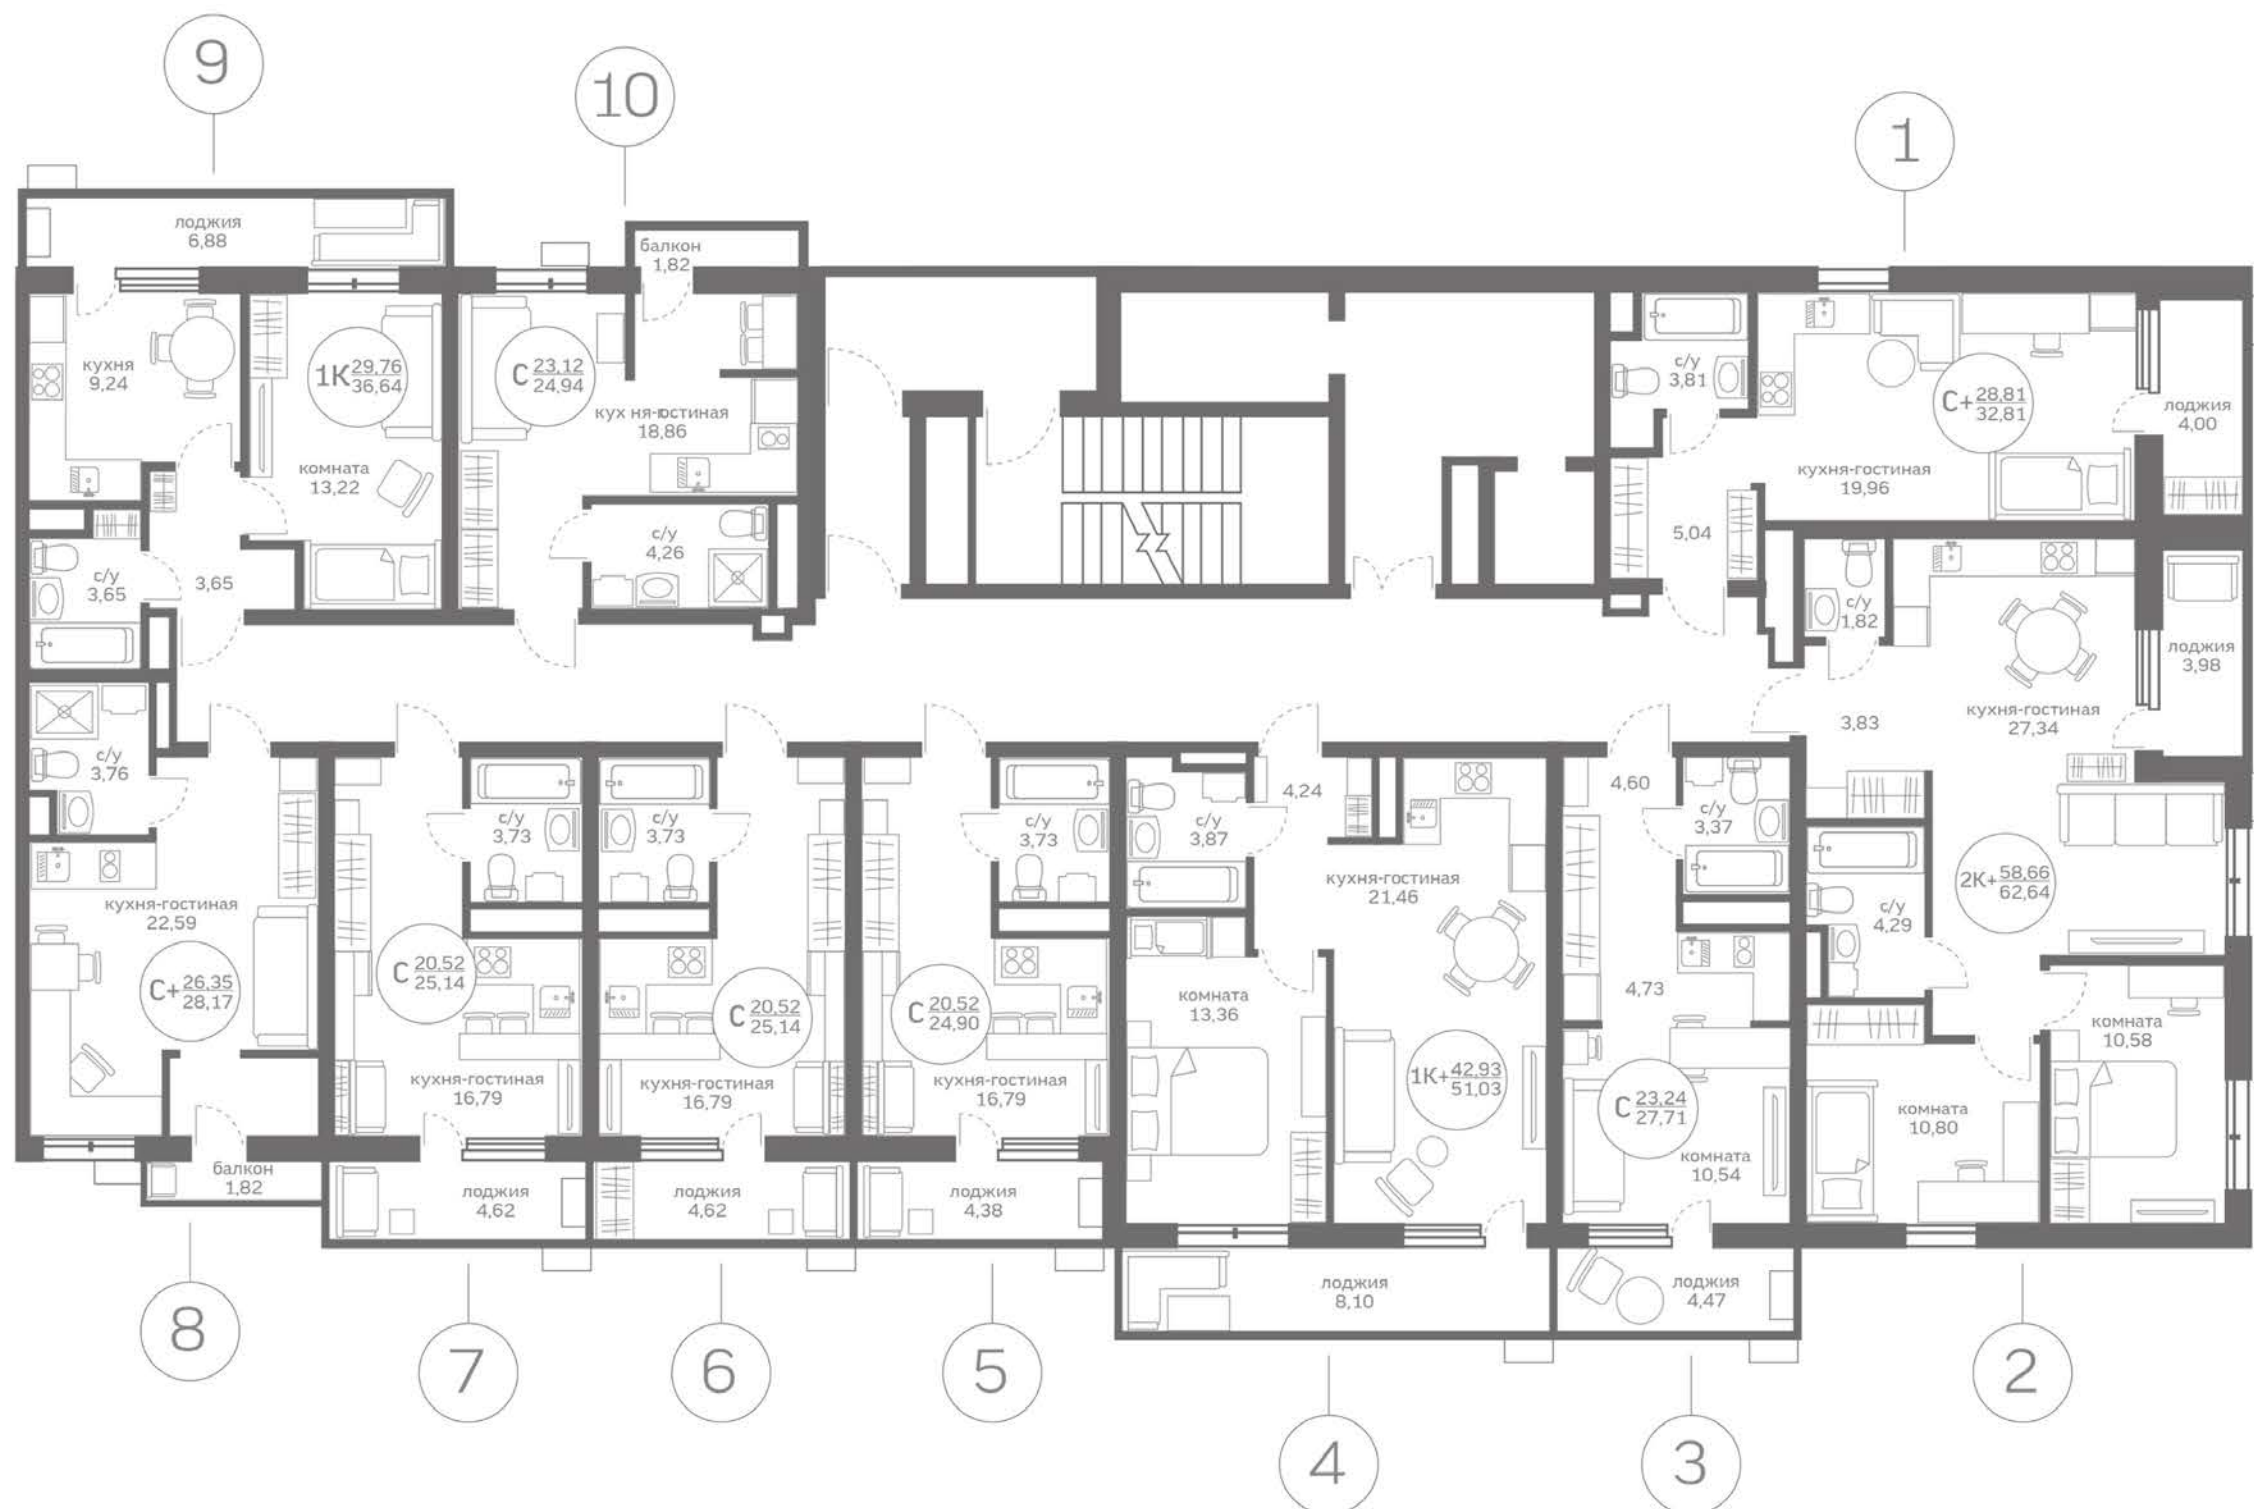 9
10
1
лоджия
6,88
балкон
1,82
кухня
9,24
1К 29,76
36,64
комната
13,22
С 23,12
24,94
кух ня-гостиная
18,86
с/у
4,26
с/у
3,65
3,65
с/у
3,81
С+ 28,81
32,81
лоджия
4,00
кухня-гостиная
19,96
5,04
с/у
1,82
лоджия
3,98
3,83
кухня-гостиная
27,34
2К+ 58,66
62,64
с/у
4,29
комната
10,58
комната
10,80
с/у
3,76
кухня-гостиная
22,59
С+ 26,35
28,17
балкон
1,82
с/у
3,73
С 20,52
25,14
кухня-гостиная
16,79
лоджия
4,62
с/у
3,73
С 20,52
25,14
кухня-гостиная
16,79
лоджия
4,62
с/у
3,73
С 20,52
24,90
кухня-гостиная
16,79
лоджия
4,38
4,24
с/у
3,87
кухня-гостиная
21,46
комната
13,36
1К+ 42,93
51,03
лоджия
8,10
4,60
с/у
3,37
4,73
С 23,24
27,71
комната
10,54
лоджия
4,47
8
7
6
5
4
3
2